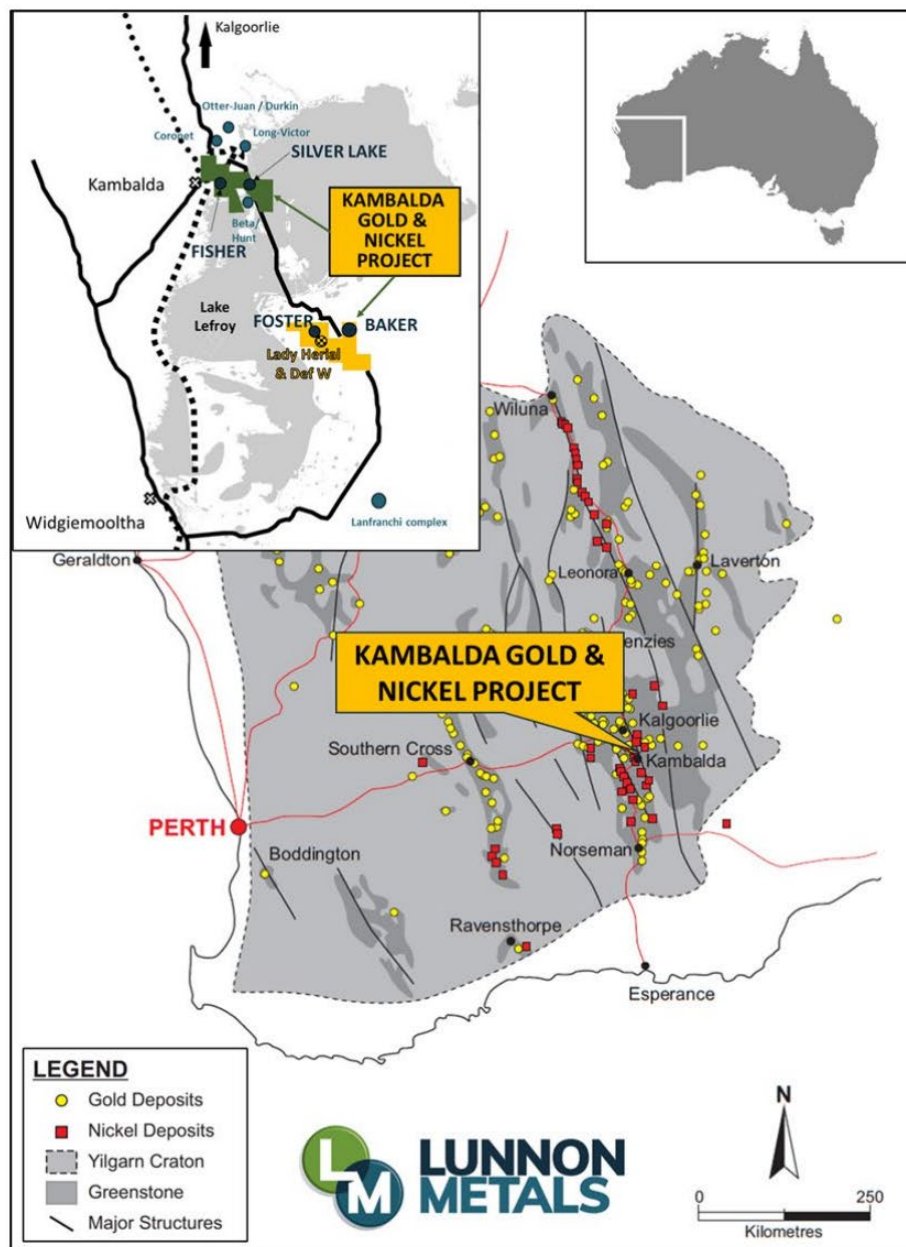 Kalgoorlie
Otter-Juan / Durkin
Coronet
Long-Victor
SILVER LAKE
Kambalda
Beta/
Hunt
KAMBALDA
GOLD &
NICKEL
PROJECT
FISHER
Lake
Lefroy
FOSTER
BAKER
Lady Herial
& Def W
Widgiemooltha
Lanfranchi complex
Wiluna
Geraldton
Leonora
Laverton
enzies
KAMBALDA GOLD &
NICKEL PROJECT
Kalgoorlie
Southern Cross
Kambalda
PERTH
Boddington
Norseman
Ravensthorpe
Esperance
LEGEND
Gold Deposits
Nickel Deposits
Yilgarn Craton
Greenstone
Major Structures
LM
LUNNON
METALS
N
0 250
Kilometres